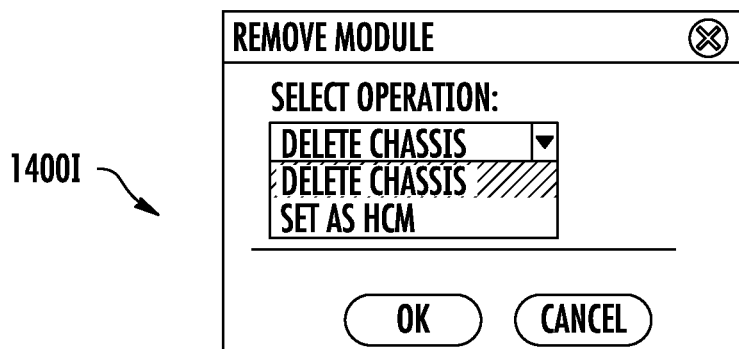 REMOVE MODULE
SELECT OPERATION:
DELETE CHASSIS
DELETE CHASSIS
SET AS HCM
1400I
OK CANCEL